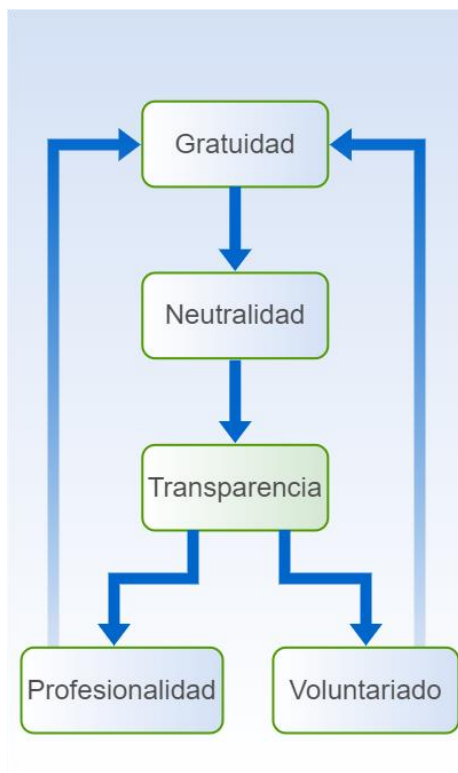 Gratuidad
Neutralidad
Transparencia
Profesionalidad
Voluntariado